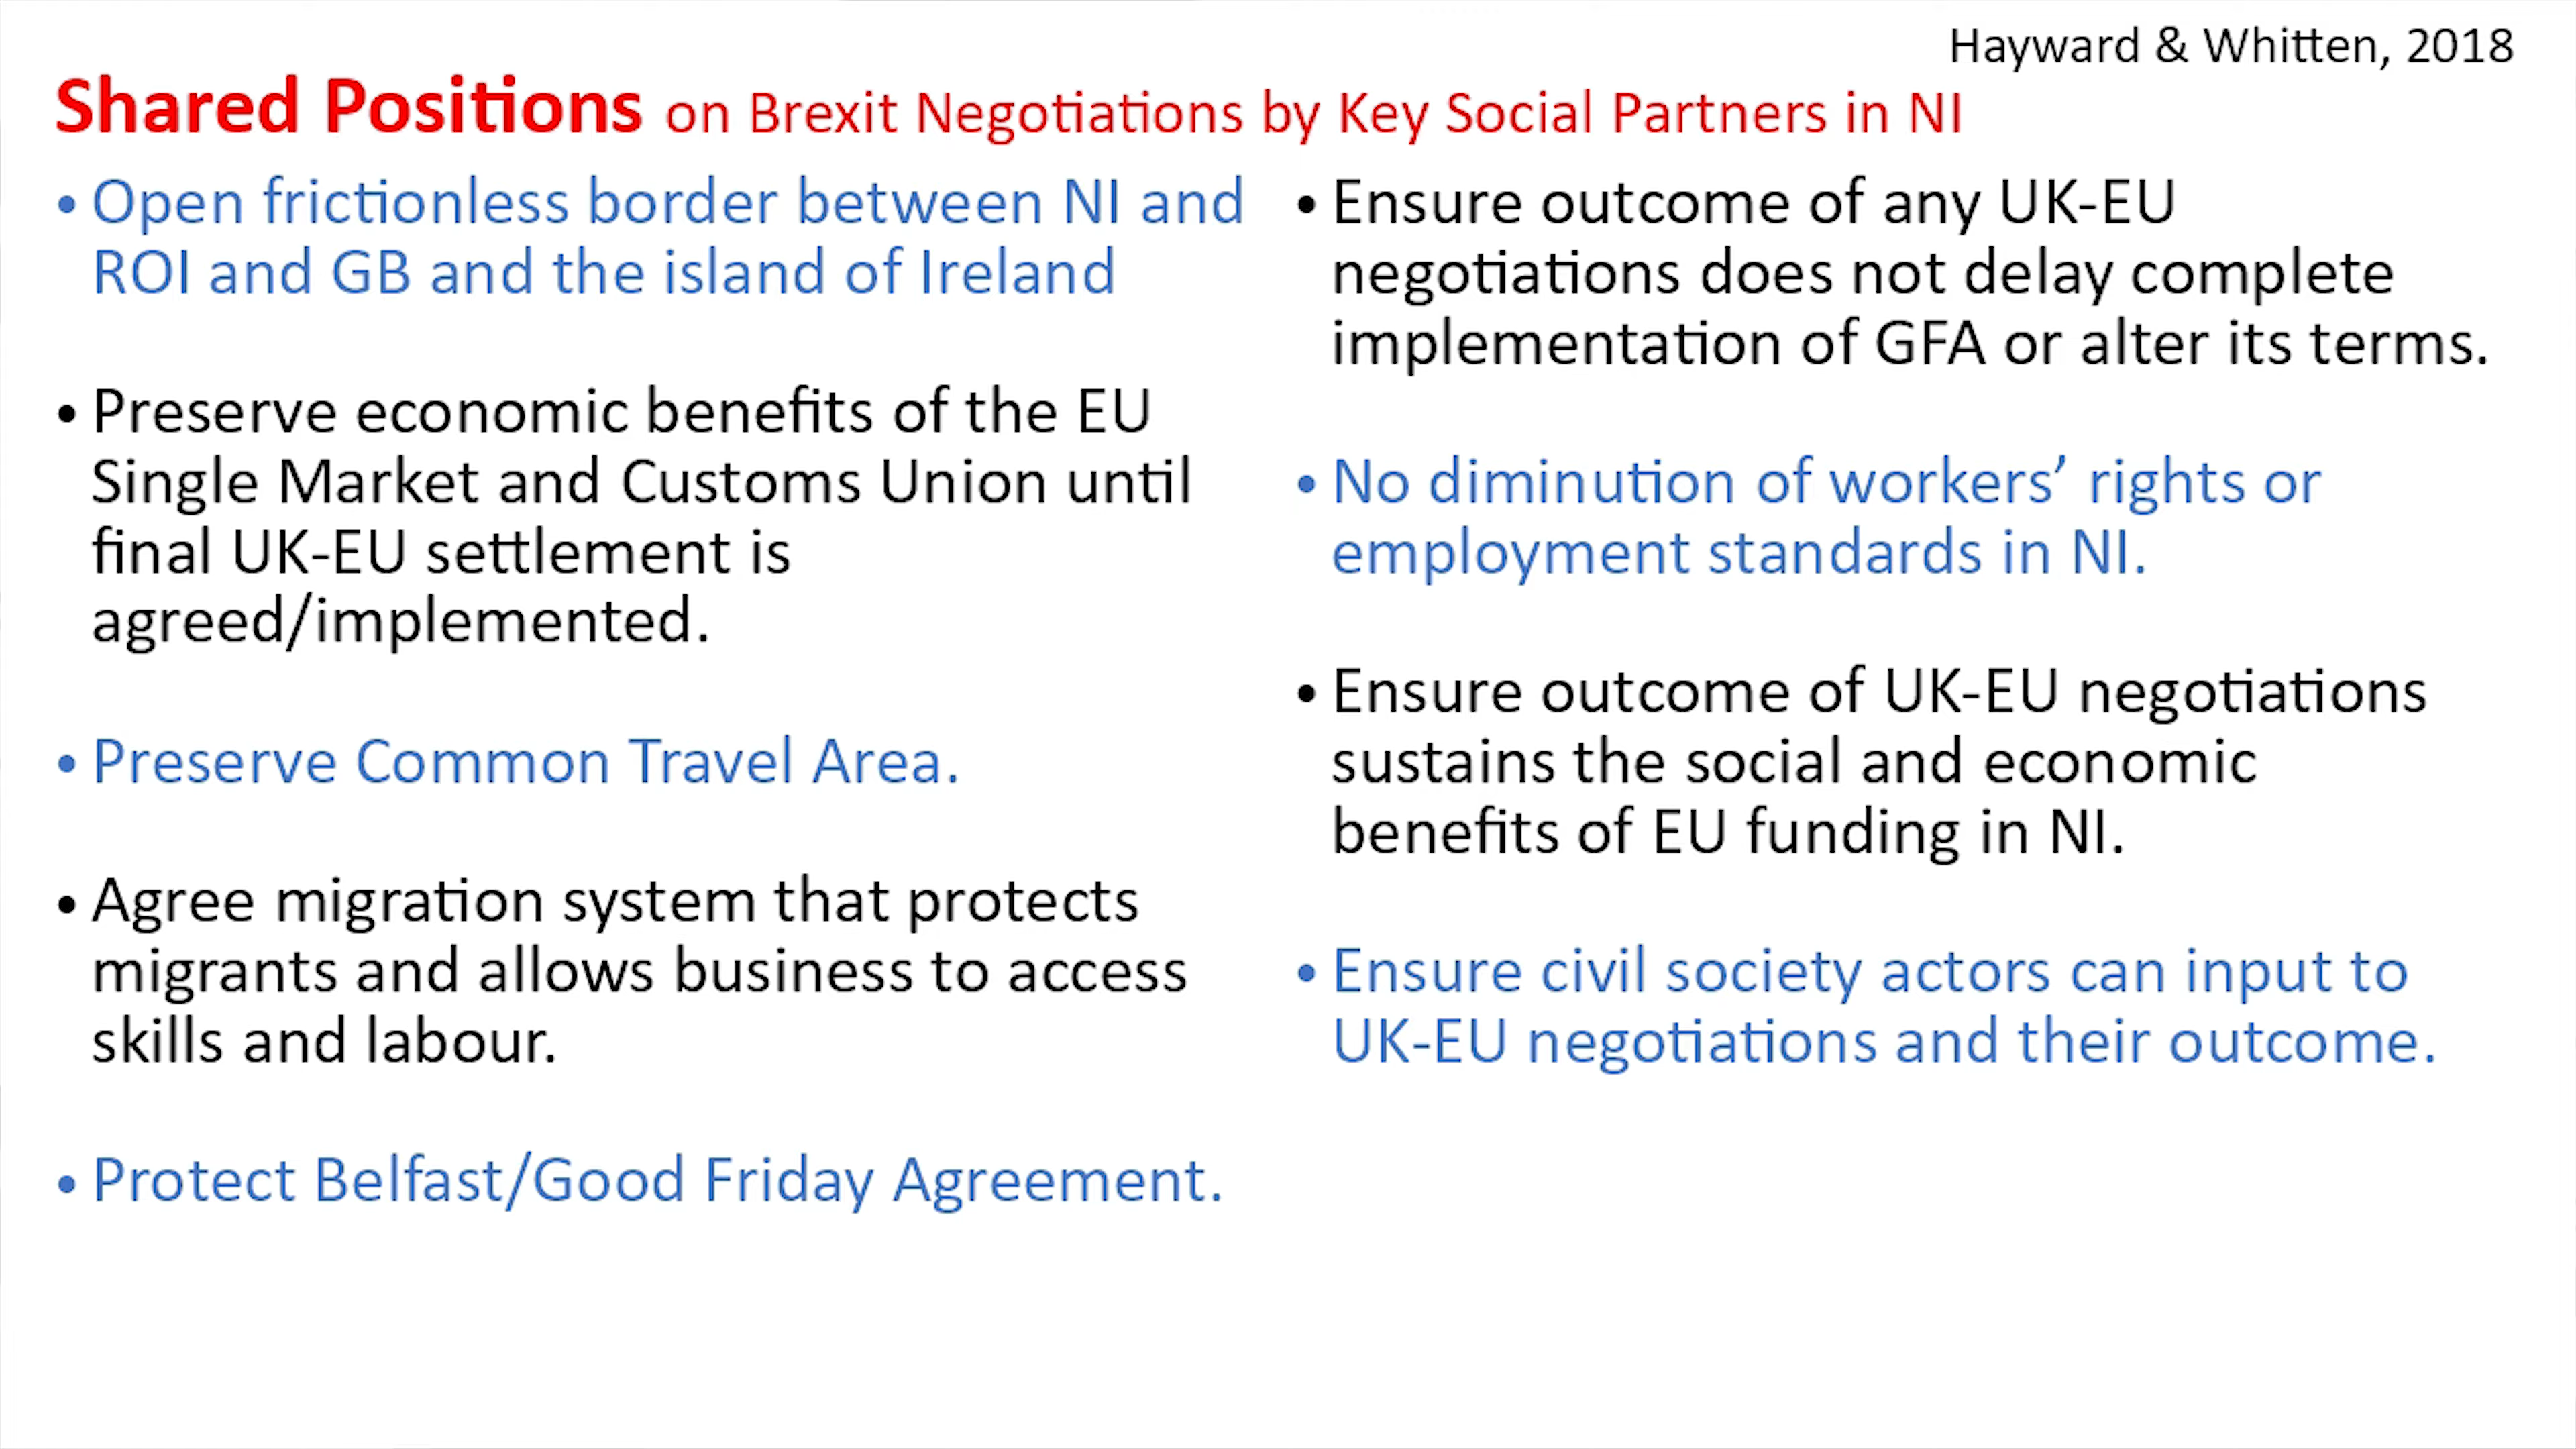 Hayward & Whitten, 2018
Shared Positions on Brexit Negotiations by Key Social Partners in NI
• Open frictionless border between NI and
ROI and GB and the island of Ireland
• Preserve economic benefits of the EU
Single Market and Customs Union until
final UK-EU settlement is
agreed/implemented.
• Preserve Common Travel Area.
• Agree migration system that protects
migrants and allows business to access
skills and labour.
• Protect Belfast/Good Friday Agreement.
• Ensure outcome of any UK-EU
negotiations does not delay complete
implementation of GFA or alter its terms.
• No diminution of workers’ rights or
employment standards in NI.
• Ensure outcome of UK-EU negotiations
sustains the social and economic
benefits of EU funding in NI.
• Ensure civil society actors can input to
UK-EU negotiations and their outcome.